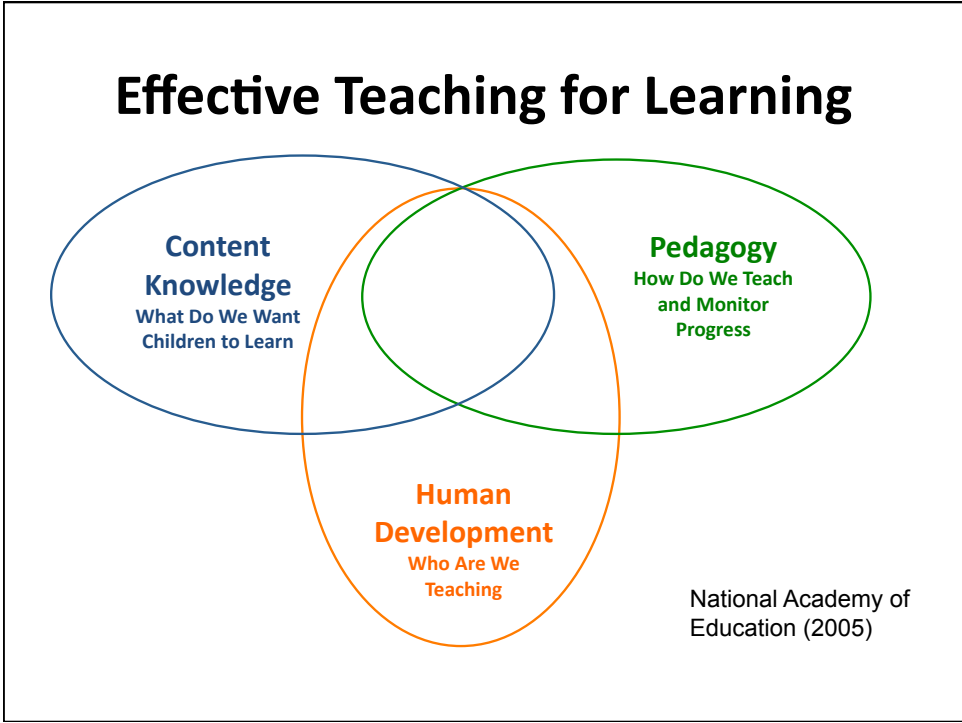 Effective Teaching for Learning
Content
Knowledge
What Do We Want
Children to Learn
Pedagogy
How Do We Teach
and Monitor
Progress
Human
Development
Who Are We
Teaching
National Academy of
Education (2005)